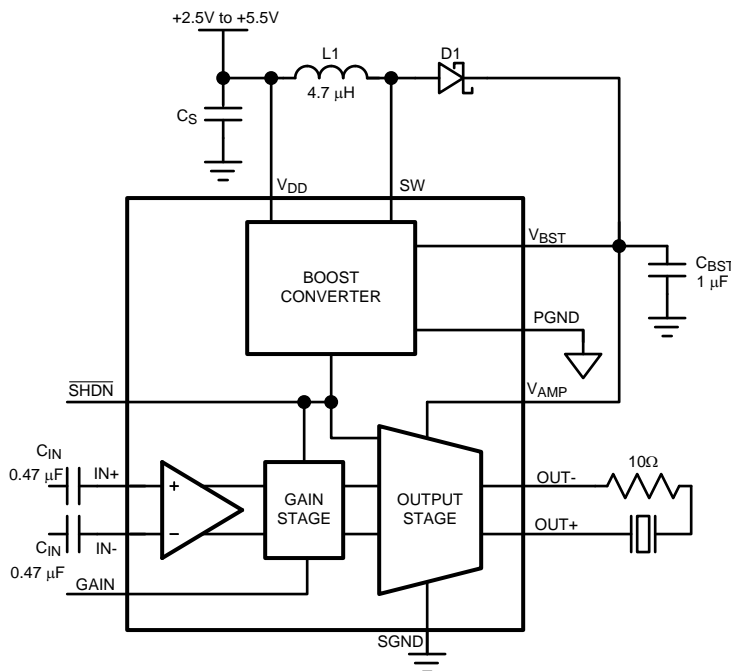 +2.5V to +5.5V
L1
D1
4.7 μH
CS
VDD
SW
VBST
BOOST
CONVERTER
CBST
1 μF
PGND
SHDN
VAMP
CIN
0.47 μF
IN+
+
GAIN
STAGE
OUTPUT
STAGE
OUT-
10Ω
OUT+
−
CIN
IN-
0.47 μF
GAIN
SGND